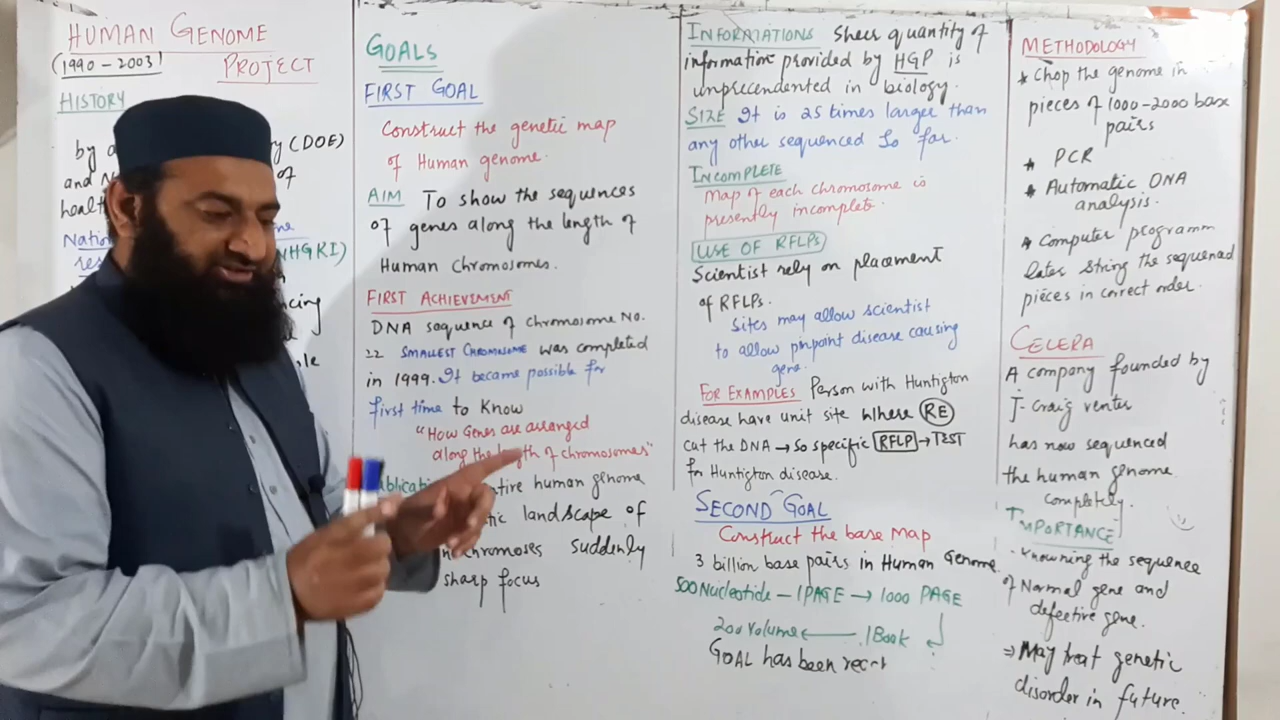 HUMAN GENOME
(1990-2003) PROJECT
HISTORY
by (DOE)
and of
heal
Nation
res NHGRI)
GOALS
FIRST GOAL
Construct the genetic map
of Human genome.
AIM To show the sequences
of genes along the length of
Human Chromosomes.
FIRST ACHIEVEMENT
DNA sequence of chromosome No.
22 SMALLEST CHROMOSOME was completed
in 1999. It became possible for
first time to know
"How Genes are arranged
along the length of chromosomes"
human genome
landscape of
suddenly
sharp focus
INFORMATIONS Sheer quantity of
information provided by HGP is
unprecendented in biology.
SIZE It is 25 times larger than
any other sequenced So far.
INCOMPLETE
Map of each chromosome is
presently incomplete.
USE OF RFLPs
Scientist rely on placement
of RFLPs.
Sites may allow scientist
to allow pinpoint disease causing
gene.
FOR EXAMPLES Person with Huntigton
disease have unit site where RE
cut the DNA → So specific RFLP → TEST
for Huntigton disease.
SECOND GOAL
Construct the base Map
3 billion base pairs in Human Genome.
500 Nucleotide - 1 PAGE → 1000 PAGE
200 Volume ← 1 Book
GOAL has been
METHODOLOGY
* Chop the genome in
pieces of 1000-2000 base
pairs
* PCR
* Automatic DNA
analysis.
* Computer programm
later string the sequenced
pieces in correct order.
CELERA
A company founded by
J-Craig venter
has now sequenced
the human genome
Completely.
IMPORTANCE
- Knowning the sequence
of Normal gene and
defective gene.
⇒ May treat genetic
disorder in future.